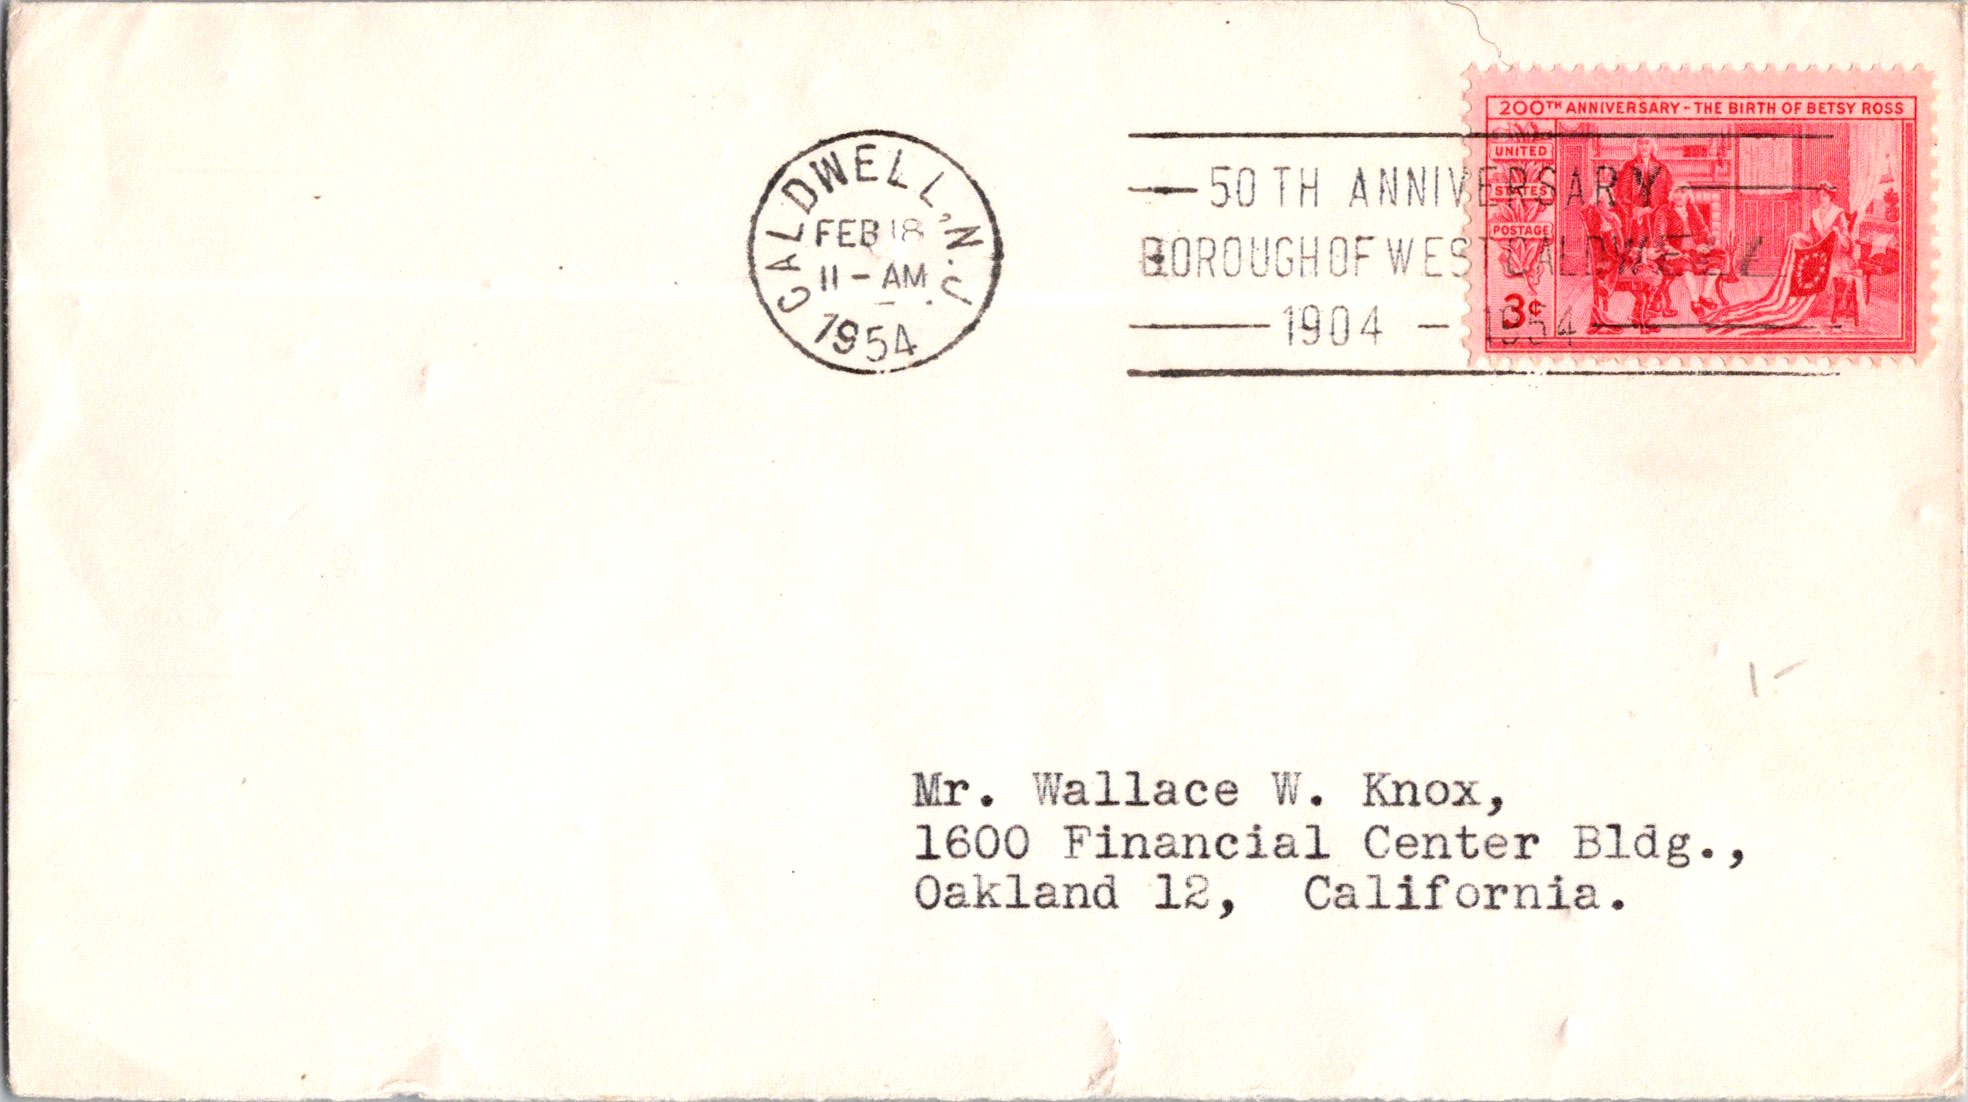 CALDWELL, N.J.
FEB 18
11 - AM
1954
50TH ANNIVERSARY
BOROUGH OF WEST CALDWELL
1904 - 1954
200TH ANNIVERSARY - THE BIRTH OF BETSY ROSS
UNITED
STATES
POSTAGE
3¢
1-
Mr. Wallace W. Knox,
1600 Financial Center Bldg.,
Oakland 12, California.